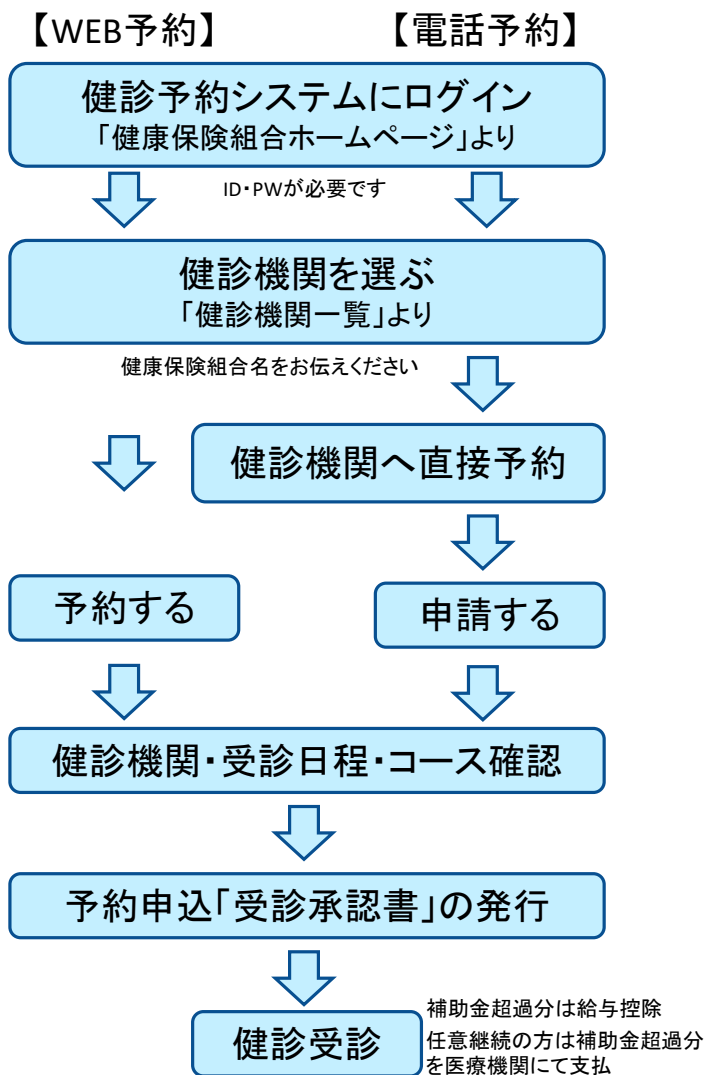 【WEB予約】 【電話予約】
健診予約システムにログイン
「健康保険組合ホームページ」より
ID・PWが必要です
健診機関を選ぶ
「健診機関一覧」より
健康保険組合名をお伝えください
健診機関へ直接予約
予約する
申請する
健診機関・受診日程・コース確認
予約申込「受診承認書」の発行
健診受診
補助金超過分は給与控除
任意継続の方は補助金超過分
を医療機関にて支払